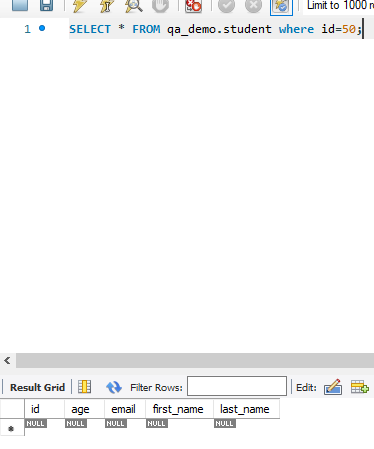 Limit to 1000 r
1 SELECT * FROM qa_demo.student where id=50;
Result Grid Filter Rows: Edit:
id age email first_name last_name
NULL NULL NULL NULL NULL